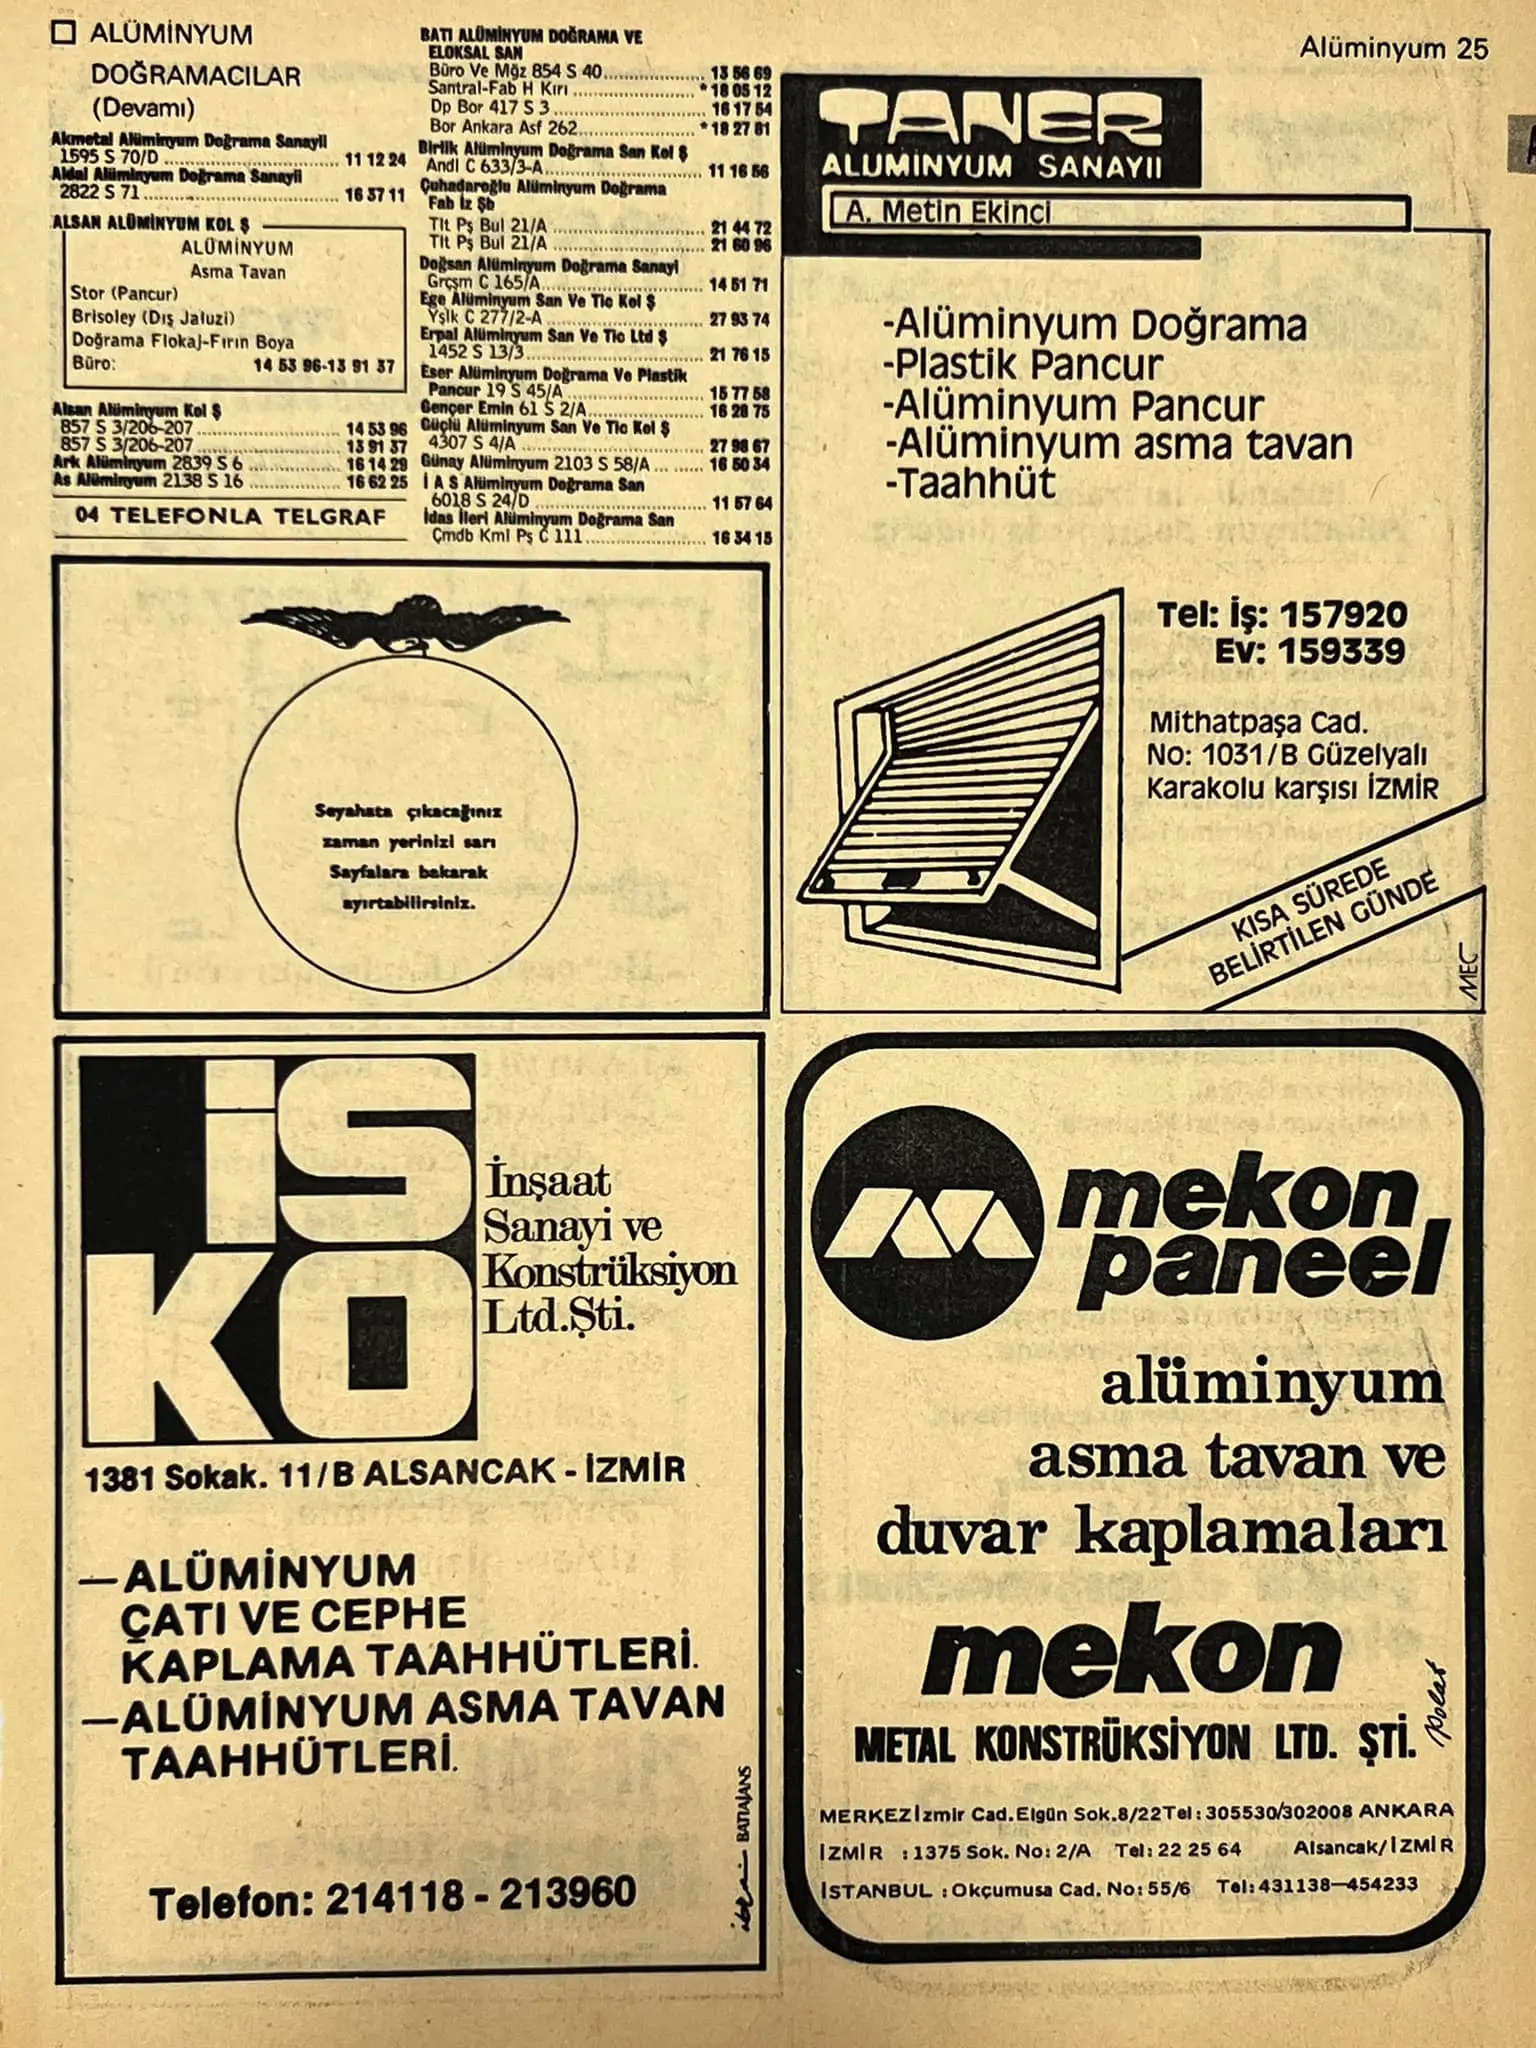 Alüminyum 25
☐ ALÜMİNYUM
DOĞRAMACILAR
(Devamı)
Akmetal Alüminyum Doğrama Sanayii
1595 S 70/D 11 12 24
Aldal Alüminyum Doğrama Sanayii
2822 S 71 16 37 11
ALSAN ALÜMİNYUM KOL Ş
ALÜMİNYUM
Asma Tavan
Stor (Pancur)
Brisoley (Dış Jaluzi)
Doğrama Flokaj-Fırın Boya
Büro: 14 53 96-13 91 37
Alsan Alüminyum Kol Ş
857 S 3/206-207 14 53 96
857 S 3/206-207 13 91 37
Ark Alüminyum 2839 S 6 16 14 29
As Alüminyum 2138 S 16 16 62 25
04 TELEFONLA TELGRAF
BATI ALÜMİNYUM DOĞRAMA VE
ELOKSAL SAN
Büro Ve Mğz 854 S 40 13 56 69
Santral-Fab H Kırı *18 05 12
Dp Bor 417 S 3 16 17 54
Bor Ankara Asf 262 *18 27 81
Birlik Alüminyum Doğrama San Kol Ş
Andl C 633/3-A 11 16 56
Çuhadaroğlu Alüminyum Doğrama
Fab İz Şb
Tlt Pş Bul 21/A 21 44 72
Tlt Pş Bul 21/A 21 60 96
Doğsan Alüminyum Doğrama Sanayi
Grçşm C 165/A 14 51 71
Ege Alüminyum San Ve Tic Kol Ş
Yşlk C 277/2-A 27 93 74
Erpal Alüminyum San Ve Tic Ltd Ş
1452 S 13/3 21 76 15
Eser Alüminyum Doğrama Ve Plastik
Pancur 19 S 45/A 15 77 58
Gençer Emin 61 S 2/A 16 28 75
Güçlü Alüminyum San Ve Tic Kol Ş
4307 S 4/A 27 98 67
Günay Alüminyum 2103 S 58/A 16 50 34
İ A S Alüminyum Doğrama San
6018 S 24/D 11 57 64
İdas İleri Alüminyum Doğrama San
Çmdb Kml Pş C 111 16 34 15
TANER
ALUMİNYUM SANAYII
A. Metin Ekinci
-Alüminyum Doğrama
-Plastik Pancur
-Alüminyum Pancur
-Alüminyum asma tavan
-Taahhüt
Tel: İş: 157920
Ev: 159339
Mithatpaşa Cad.
No: 1031/B Güzelyalı
Karakolu karşısı İZMİR
KISA SÜREDE
BELİRTİLEN GÜNDE
MEC
Seyahata çıkacağınız
zaman yerinizi sarı
Sayfalara bakarak
ayırtabilirsiniz.
İSKO
İnşaat
Sanayi ve
Konstrüksiyon
Ltd.Şti.
1381 Sokak. 11/B ALSANCAK - İZMİR
—ALÜMİNYUM
ÇATI VE CEPHE
KAPLAMA TAAHHÜTLERİ.
—ALÜMİNYUM ASMA TAVAN
TAAHHÜTLERİ.
Telefon: 214118 - 213960
BATIAJANS
mekon
paneel
alüminyum
asma tavan ve
duvar kaplamaları
mekon
METAL KONSTRÜKSİYON LTD. ŞTİ.
Polat
MERKEZ İzmir Cad.Elgün Sok.8/22 Tel: 305530/302008 ANKARA
İZMİR : 1375 Sok. No: 2/A Tel: 22 25 64 Alsancak/İZMİR
İSTANBUL : Okçumusa Cad. No: 55/6 Tel: 431138—454233